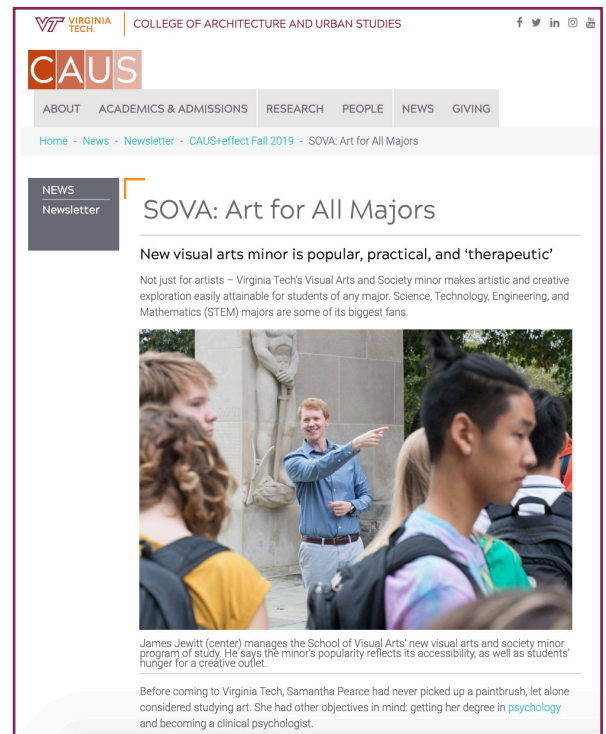 VIRGINIA
TECH.
COLLEGE OF ARCHITECTURE AND URBAN STUDIES
CAUS
ABOUT ACADEMICS & ADMISSIONS RESEARCH PEOPLE NEWS GIVING
Home - News - Newsletter - CAUS+effect Fall 2019 - SOVA: Art for All Majors
NEWS
Newsletter
SOVA: Art for All Majors
New visual arts minor is popular, practical, and ‘therapeutic’
Not just for artists – Virginia Tech's Visual Arts and Society minor makes artistic and creative
exploration easily attainable for students of any major. Science, Technology, Engineering, and
Mathematics (STEM) majors are some of its biggest fans.
James Jewitt (center) manages the School of Visual Arts’ new visual arts and society minor
program of study. He says the minor’s popularity reflects its accessibility, as well as students’
hunger for a creative outlet.
Before coming to Virginia Tech, Samantha Pearce had never picked up a paintbrush, let alone
considered studying art. She had other objectives in mind: getting her degree in psychology
and becoming a clinical psychologist.